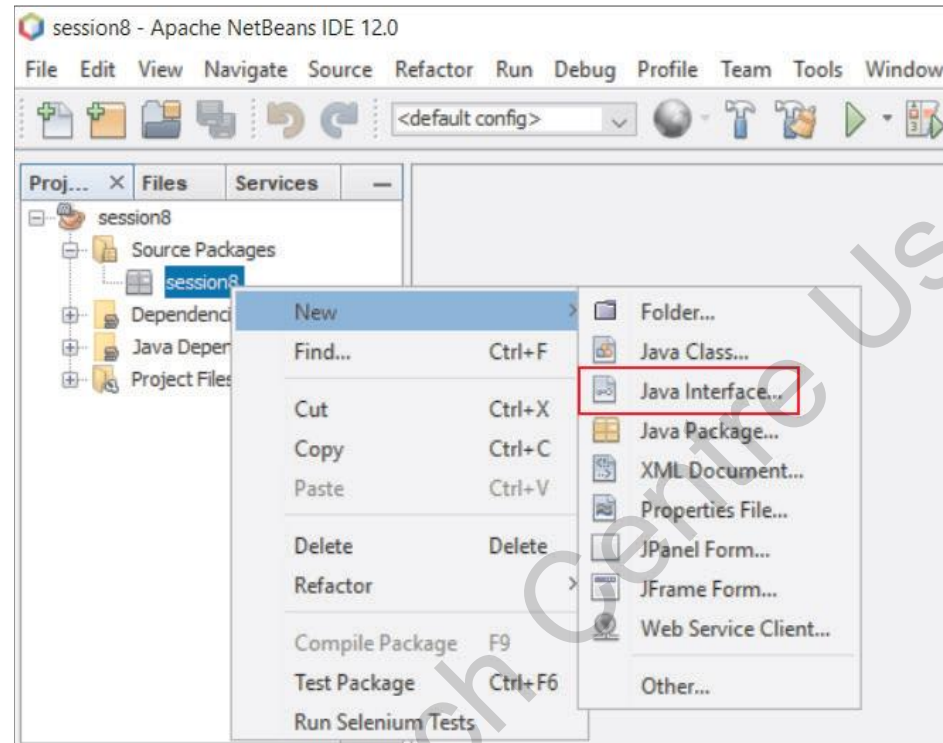 session8 - Apache NetBeans IDE 12.0
File Edit View Navigate Source Refactor Run Debug Profile Team Tools Window
<default config>
Proj... Files Services
session8
Source Packages
session8
Dependenci
Java Deper
Project Files
New
Find... Ctrl+F
Cut Ctrl+X
Copy Ctrl+C
Paste Ctrl+V
Delete Delete
Refactor
Compile Package F9
Test Package Ctrl+F6
Run Selenium Tests
Folder...
Java Class...
Java Interface...
Java Package...
XML Document...
Properties File...
JPanel Form...
JFrame Form...
Web Service Client...
Other...
ch Centre Us